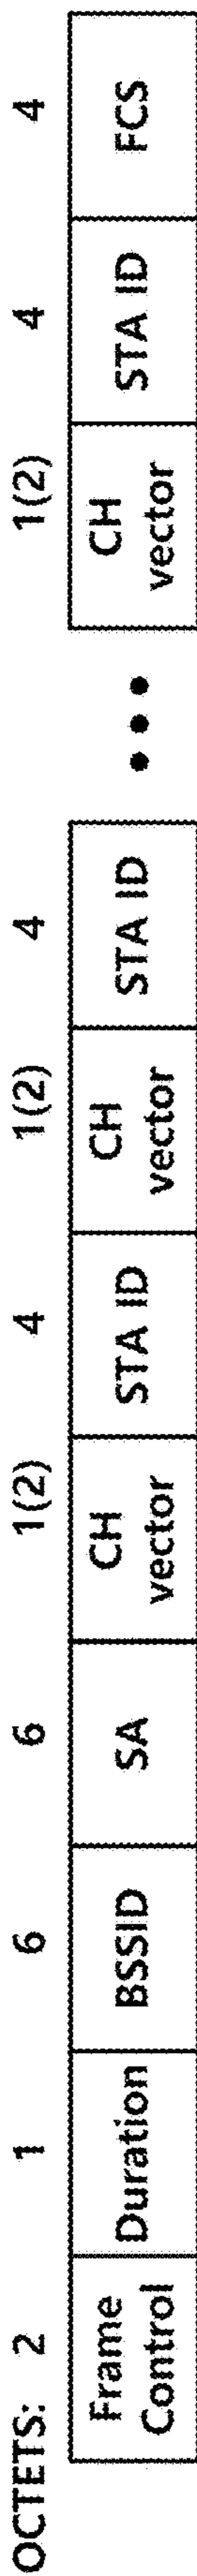 OCTETS: 2 1 6 6 1(2) 4 1(2) 4 1(2) 4 4
Frame Control Duration BSSID SA CH vector STA ID CH vector STA ID ••• CH vector STA ID FCS